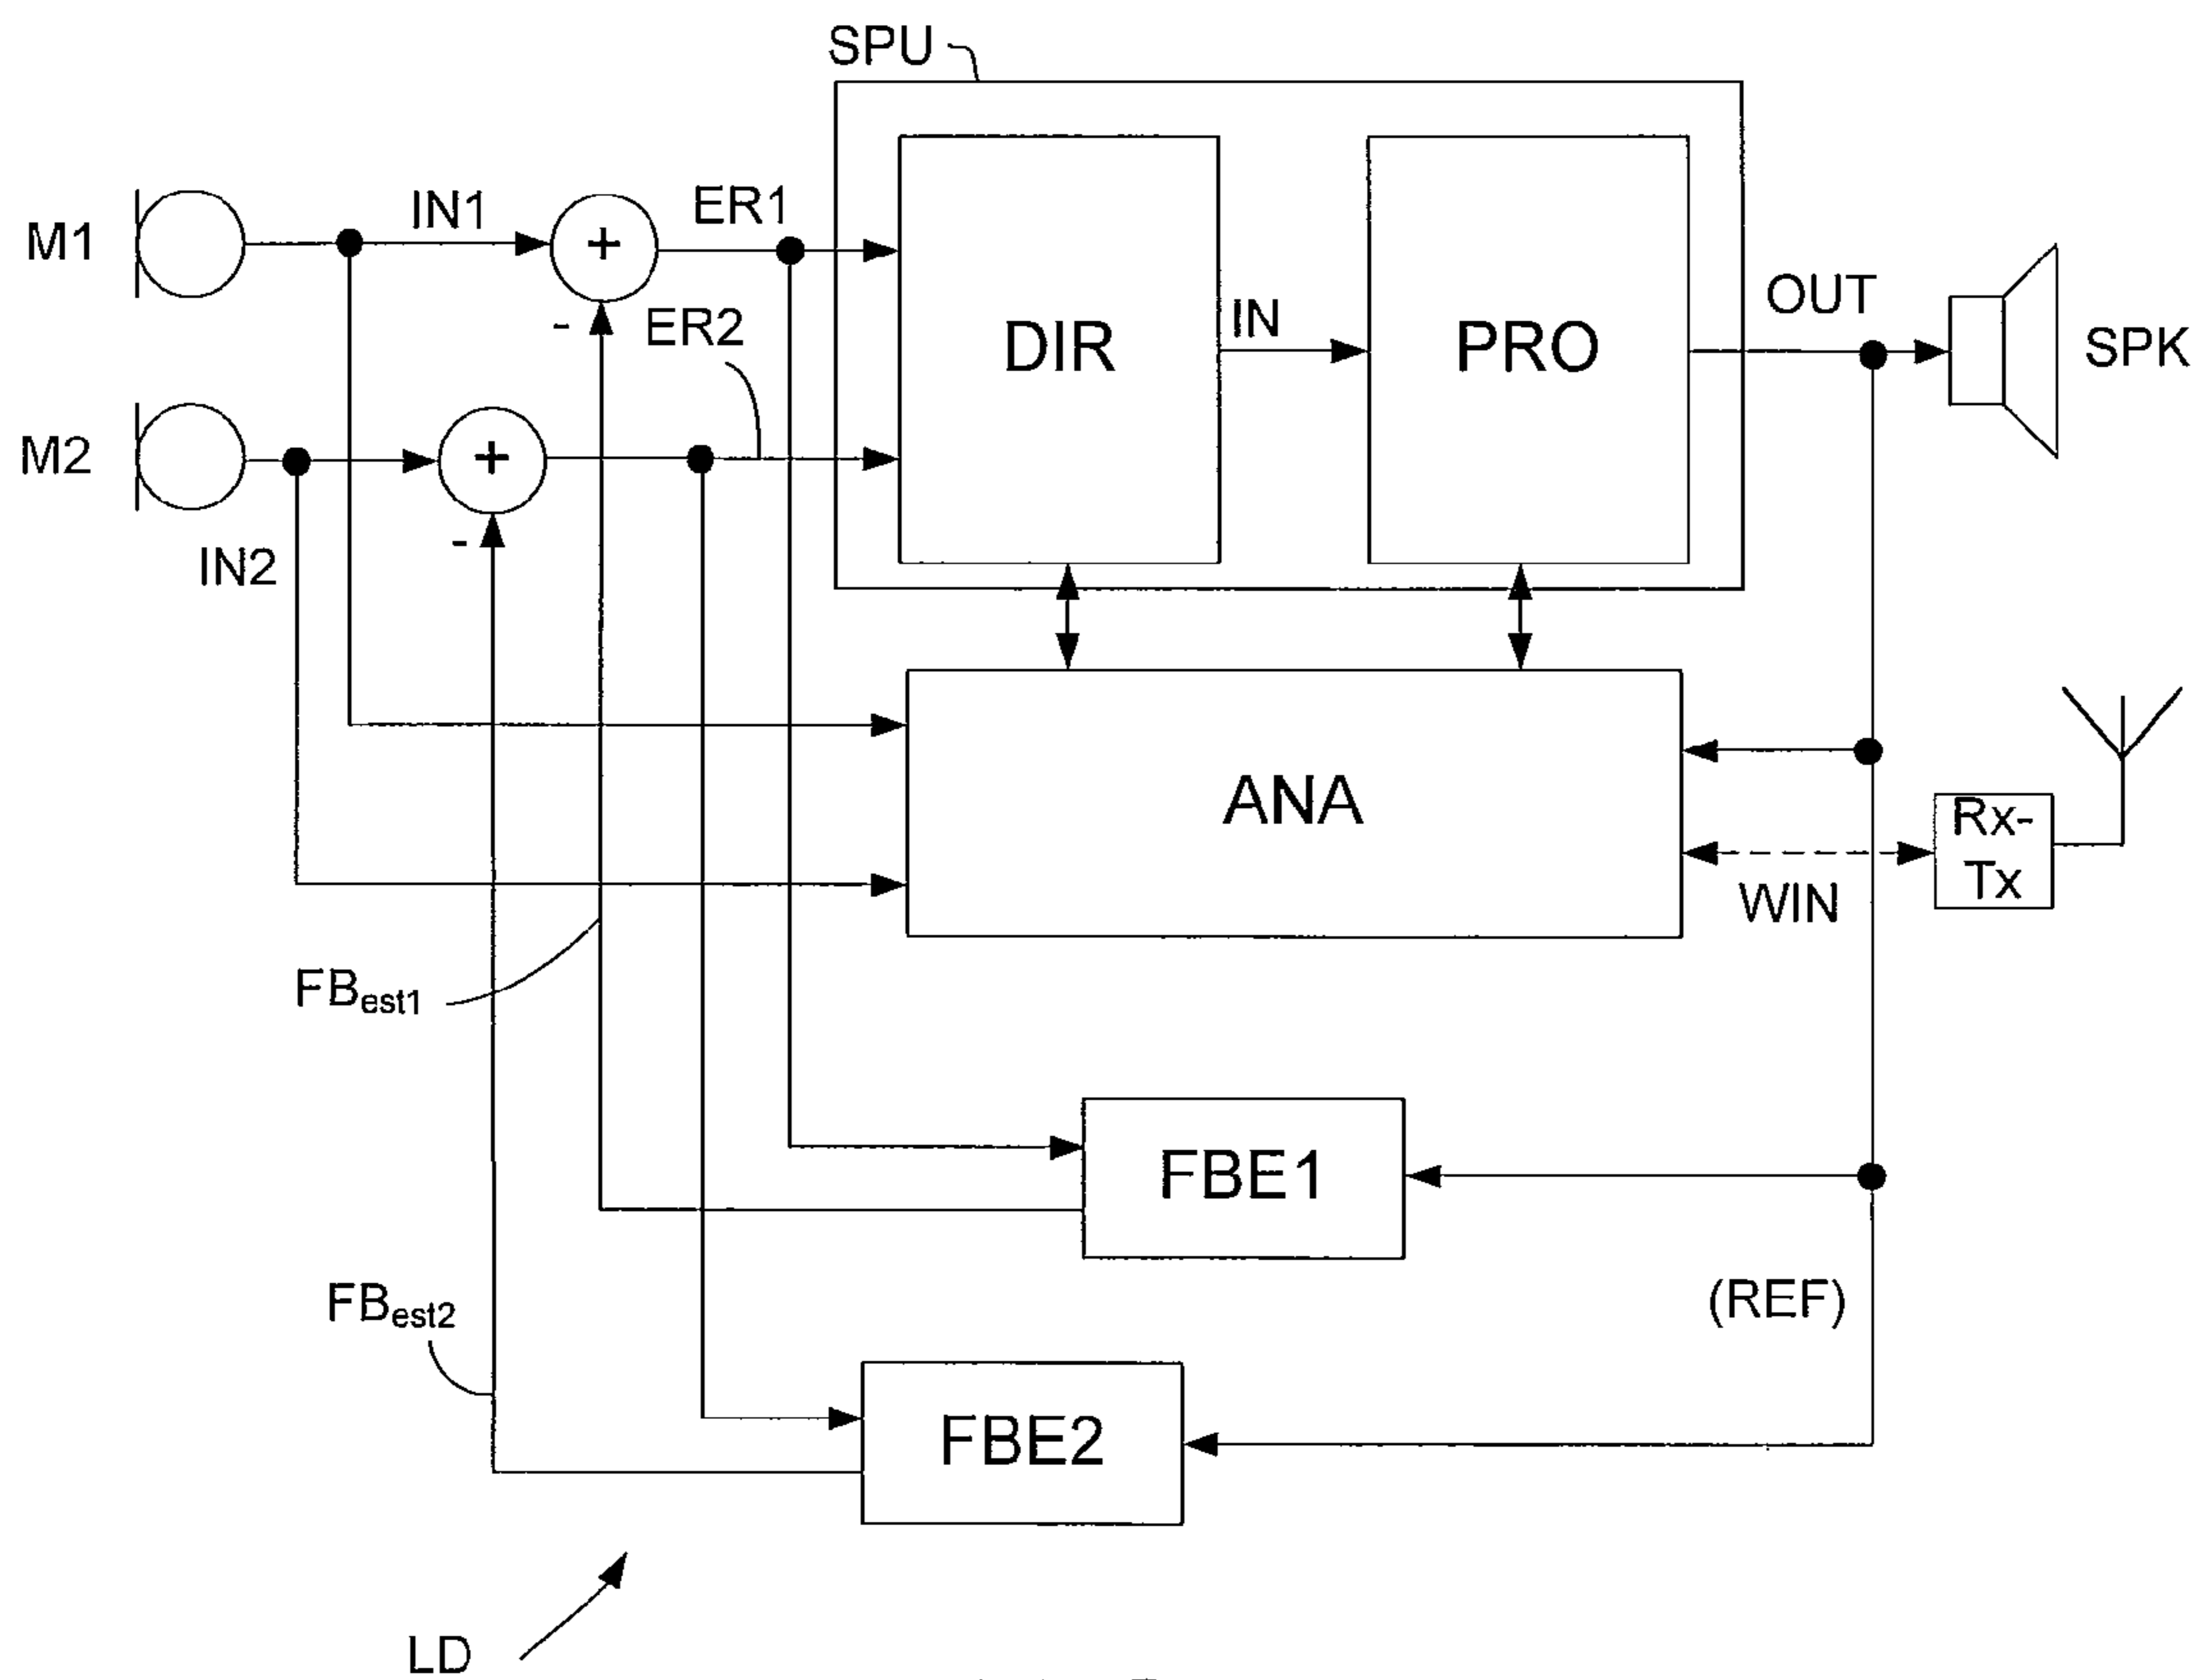 SPU
M1
IN1
+
ER1
-
ER2
DIR
IN
PRO
OUT
SPK
M2
+
-
IN2
ANA
Rx-
Tx
WIN
FBest1
FBE1
(REF)
FBest2
FBE2
LD